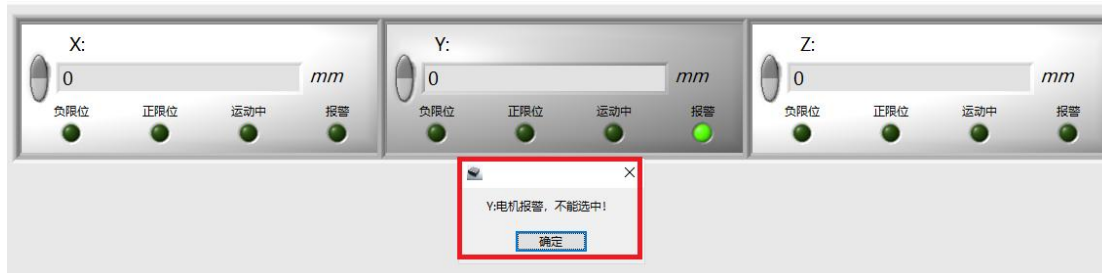 X: Y: Z:
0 mm 0 mm 0 mm
负限位 正限位 运动中 报警 负限位 正限位 运动中 报警 负限位 正限位 运动中 报警
Y:电机报警，不能选中！
确定